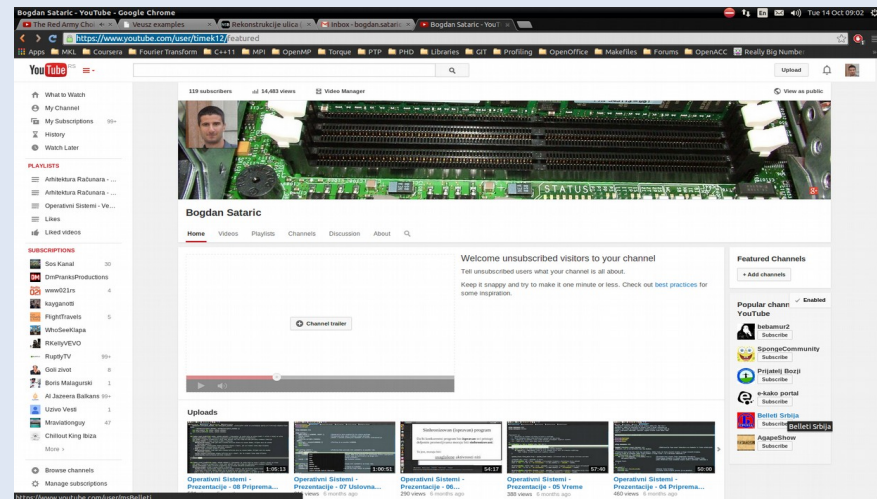 Bogdan Sataric - YouTube - Google Chrome
En
Tue 14 Oct 09:02
The Red Army Choi
Veusz examples
Rekonstrukcije ulica (
Inbox - bogdan.sataric
Bogdan Sataric - YouT
https://www.youtube.com/user/timek12/featured
Apps MKL Coursera Fourier Transform C++11 MPI OpenMP Torque PTP PHD Libraries GIT Profiling OpenOffice Makefiles Forums OpenACC Really Big Number
YouTube RS
Upload
What to Watch
My Channel
My Subscriptions 99+
History
Watch Later
PLAYLISTS
Arhitektura Računara - ...
Arhitektura Računara - ...
Operativni Sistemi - Ve...
Likes
Liked videos
SUBSCRIPTIONS
Sos Kanal 30
DmPranksProductions
www021rs 4
kayganotti
FlightTravels 5
WhoSeeKlapa
RKellyVEVO
RuptlyTV 99+
Goli zivot 8
Boris Malagurski 1
Al Jazeera Balkans 99+
Uzivo Vesti 1
Mraviationguy 47
Chillout King Ibiza
More
Browse channels
Manage subscriptions
119 subscribers
14,483 views
Video Manager
View as public
STATUS
Bogdan Sataric
Home Videos Playlists Channels Discussion About
Channel trailer
Welcome unsubscribed visitors to your channel
Tell unsubscribed users what your channel is all about.
Keep it snappy and try to make it one minute or less. Check out best practices for
some inspiration.
Uploads
1:05:13
Operativni Sistemi -
Prezentacije - 08 Priprema...
1:00:51
Operativni Sistemi -
Prezentacije - 07 Uslovna...
views 6 months ago
54:17
Operativni Sistemi -
Prezentacije - 06...
290 views 6 months ago
57:40
Operativni Sistemi -
Prezentacije - 05 Vreme
388 views 6 months ago
50:00
Operativni Sistemi -
Prezentacije - 04 Priprema...
460 views 6 months ago
Featured Channels
+ Add channels
Popular chann
YouTube
Enabled
bebamur2
Subscribe
SpongeCommunity
Subscribe
Prijatelj Bozji
Subscribe
e-kako portal
Subscribe
Belleti Srbija
Subscribe
Belleti Srbija
AgapeShow
Subscribe
https://www.youtube.com/user/msBelleti